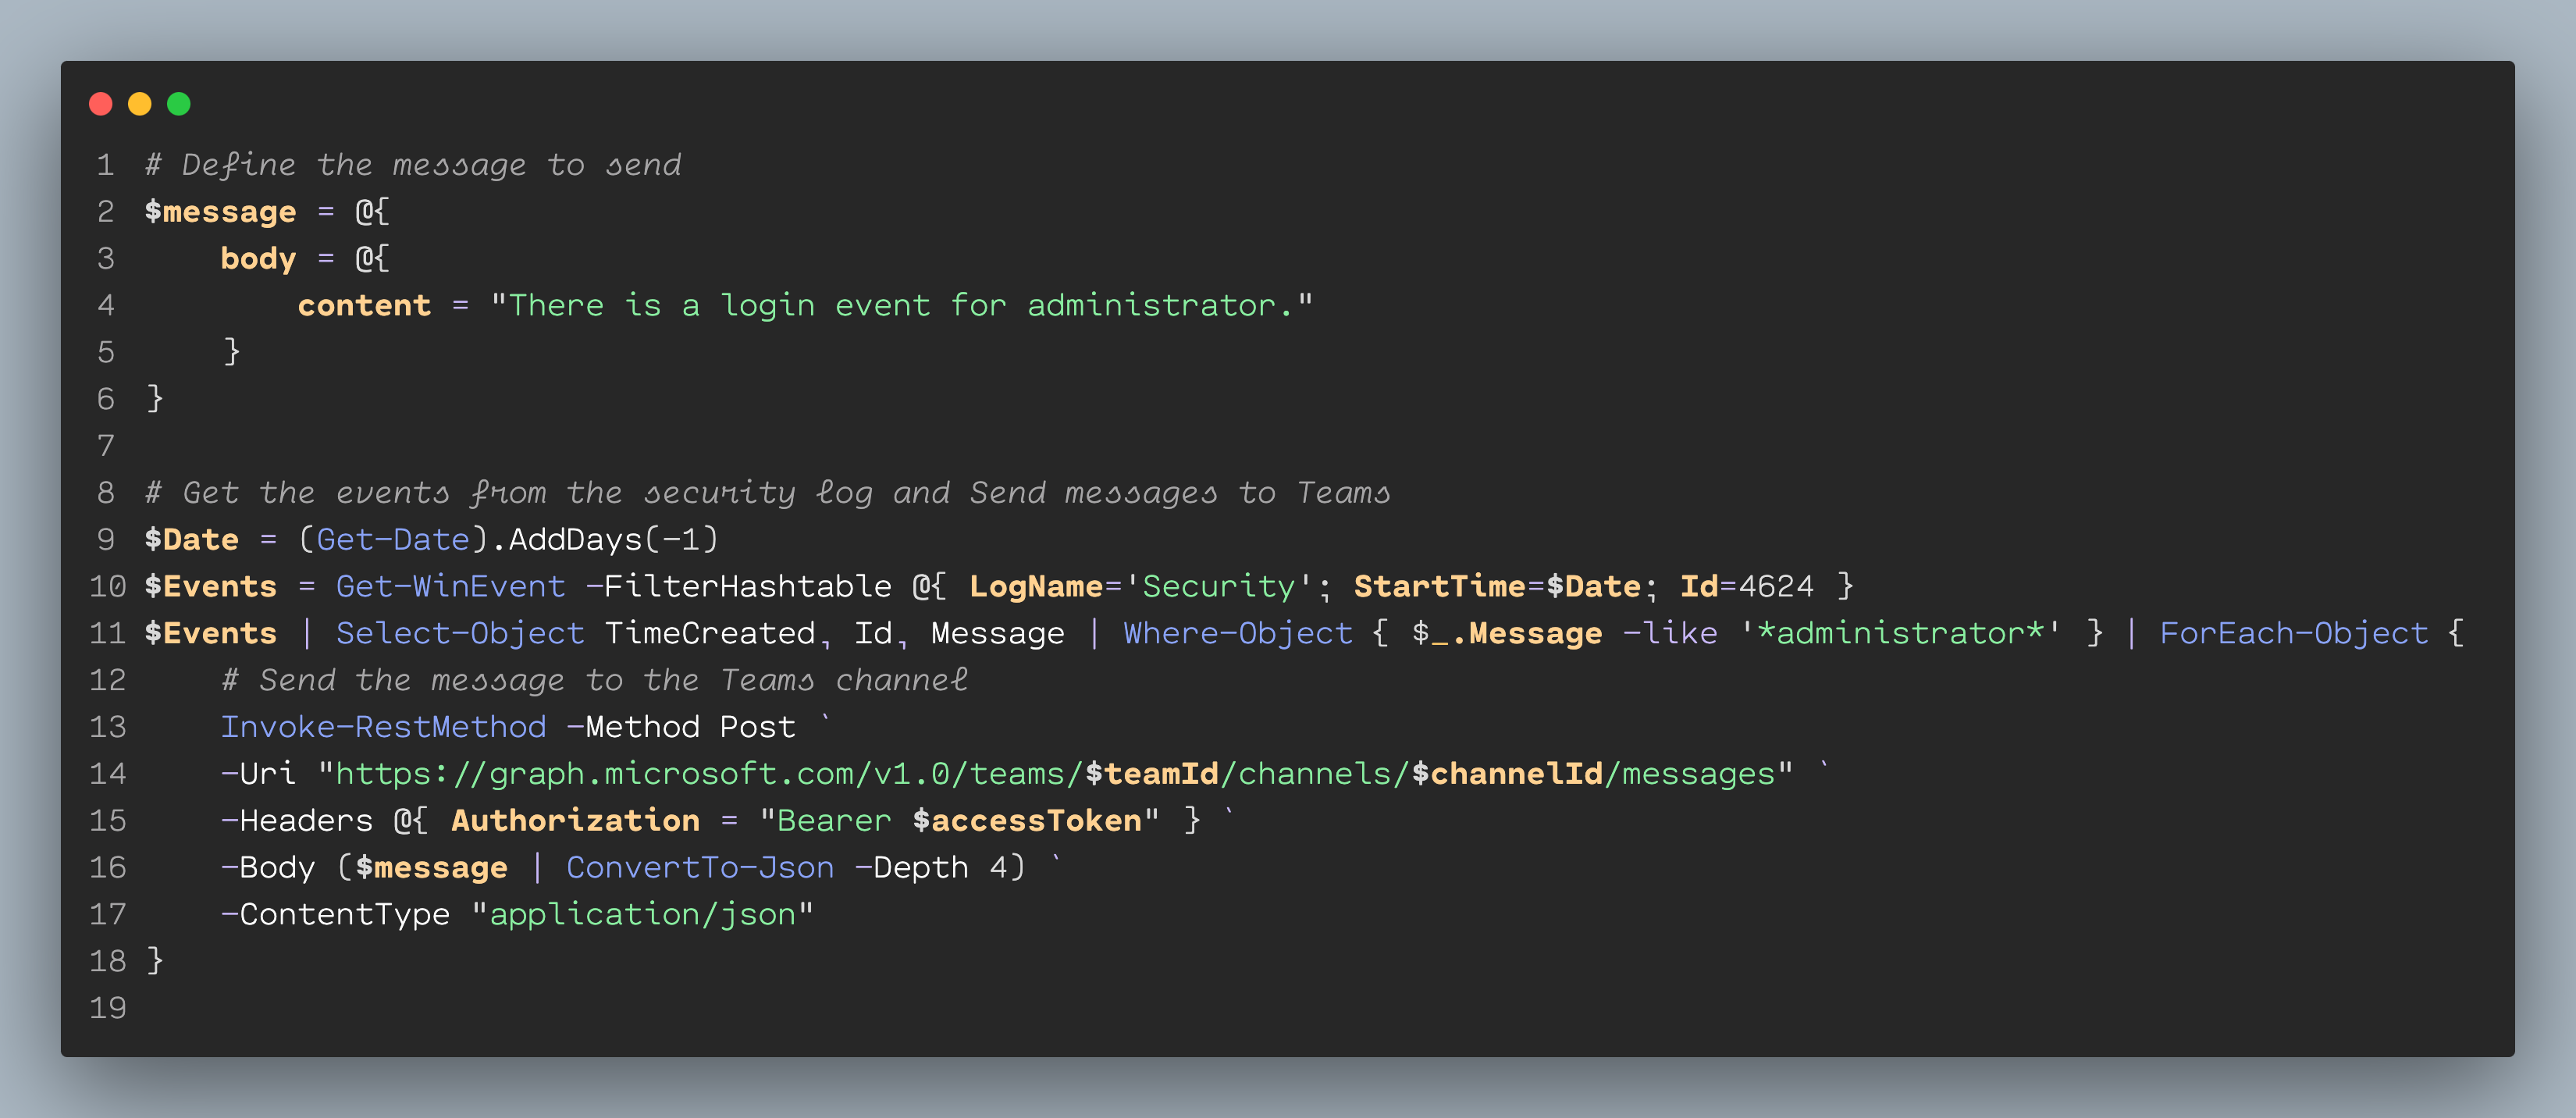 1 # Define the message to send
2 $message = @{
3     body = @{
4         content = "There is a login event for administrator."
5     }
6 }
7
8 # Get the events from the security log and Send messages to Teams
9 $Date = (Get-Date).AddDays(-1)
10 $Events = Get-WinEvent -FilterHashtable @{ LogName='Security'; StartTime=$Date; Id=4624 }
11 $Events | Select-Object TimeCreated, Id, Message | Where-Object { $_.Message -like '*administrator*' } | ForEach-Object {
12     # Send the message to the Teams channel
13     Invoke-RestMethod -Method Post `
14     -Uri "https://graph.microsoft.com/v1.0/teams/$teamId/channels/$channelId/messages" `
15     -Headers @{ Authorization = "Bearer $accessToken" } `
16     -Body ($message | ConvertTo-Json -Depth 4) `
17     -ContentType "application/json"
18 }
19